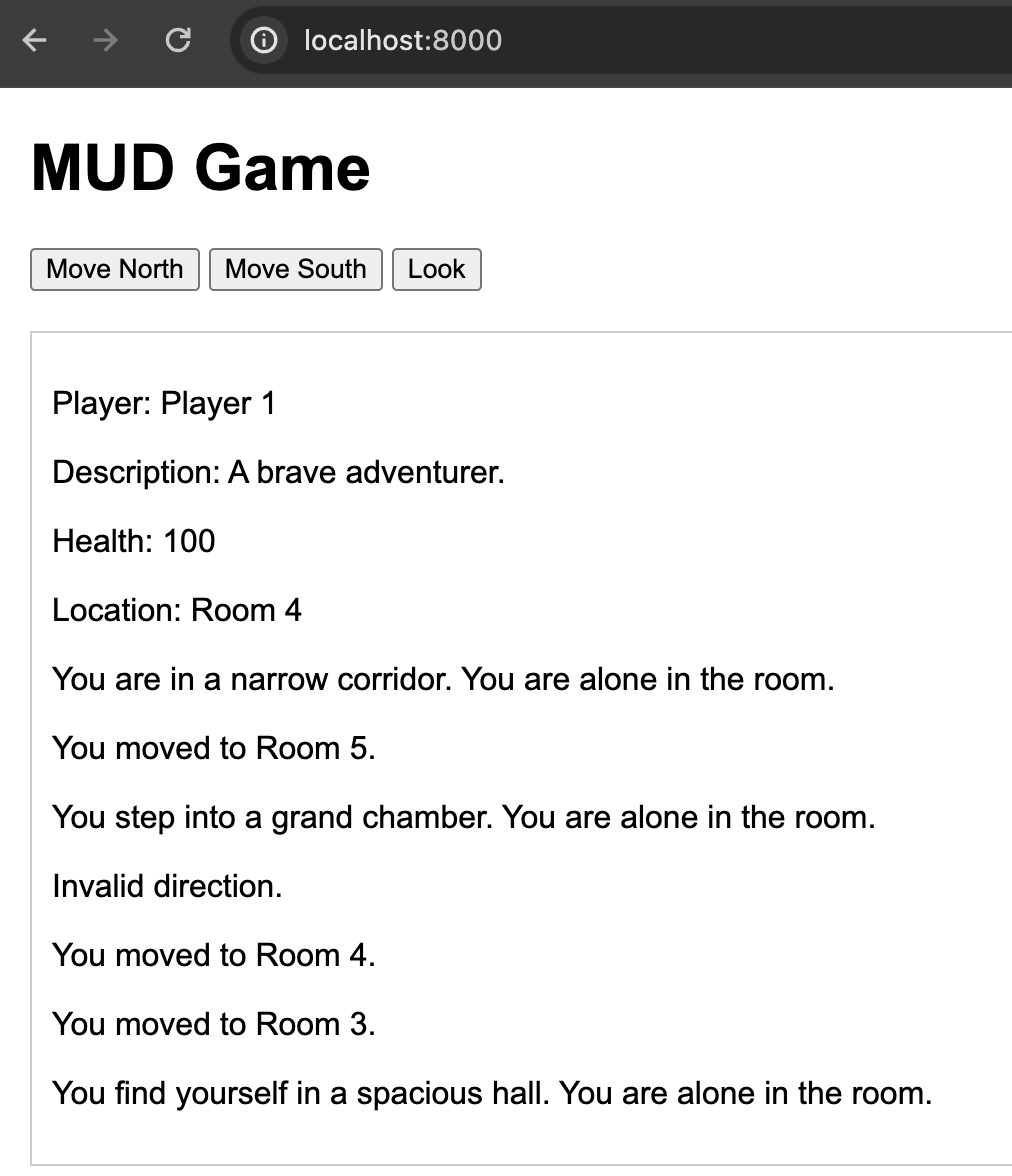 localhost:8000
MUD Game
Move North Move South Look
Player: Player 1
Description: A brave adventurer.
Health: 100
Location: Room 4
You are in a narrow corridor. You are alone in the room.
You moved to Room 5.
You step into a grand chamber. You are alone in the room.
Invalid direction.
You moved to Room 4.
You moved to Room 3.
You find yourself in a spacious hall. You are alone in the room.